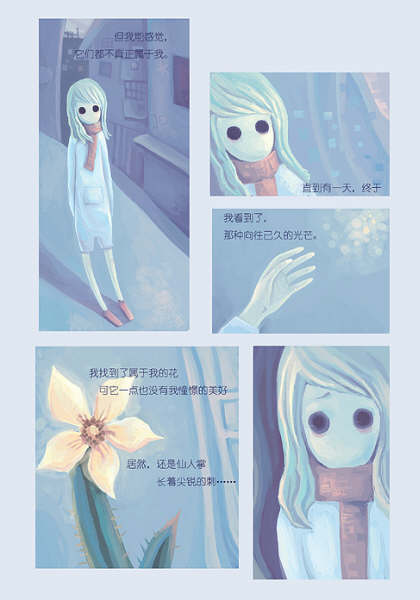 但我则感觉，
它们都不真正属于我。
直到有一天，终于
我看到了，
那种向往已久的光芒。
我找到了属于我的花
可它一点也没有我憧憬的美好
居然，还是仙人掌
长着尖锐的刺……